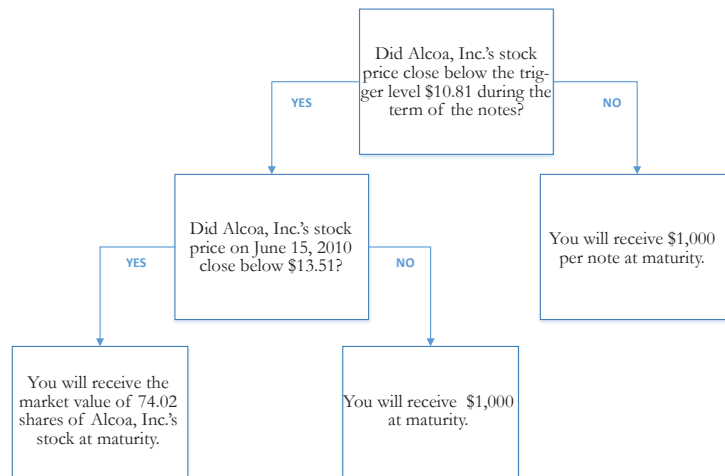 Did Alcoa, Inc.'s stock
price close below the trig-
ger level $10.81 during the
term of the notes?
YES
NO
Did Alcoa, Inc.'s stock
price on June 15, 2010
close below $13.51?
You will receive $1,000
per note at maturity.
YES
NO
You will receive the
market value of 74.02
shares of Alcoa, Inc.'s
stock at maturity.
You will receive $1,000
at maturity.